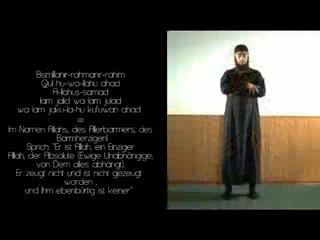 Bismillahir-rahmanir-rahim
Qul hu-wa-llahu ahad
Al-llahus-samad
lam jalid wa lam julad
wa lam jaku-la-hu kufuwan ahad
=
Im Namen Allahs, des Allerbarmers, des
Barmherzigen!
Sprich: "Er ist Allah, ein Einziger
Allah, der Absolute (Ewige Unabhängige,
von Dem alles abhängt).
Er zeugt nicht und ist nicht gezeugt
worden ,
und Ihm ebenbürtig ist keiner"